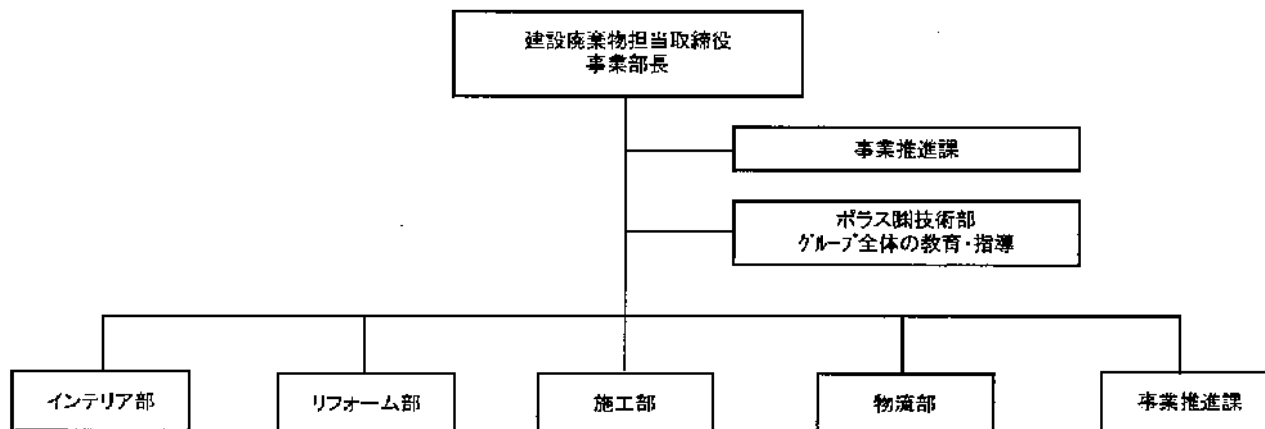 建設廃棄物担当取締役
事業部長
事業推進課
ポラス㈱技術部
グループ全体の教育・指導
インテリア部
リフォーム部
施工部
物流部
事業推進課